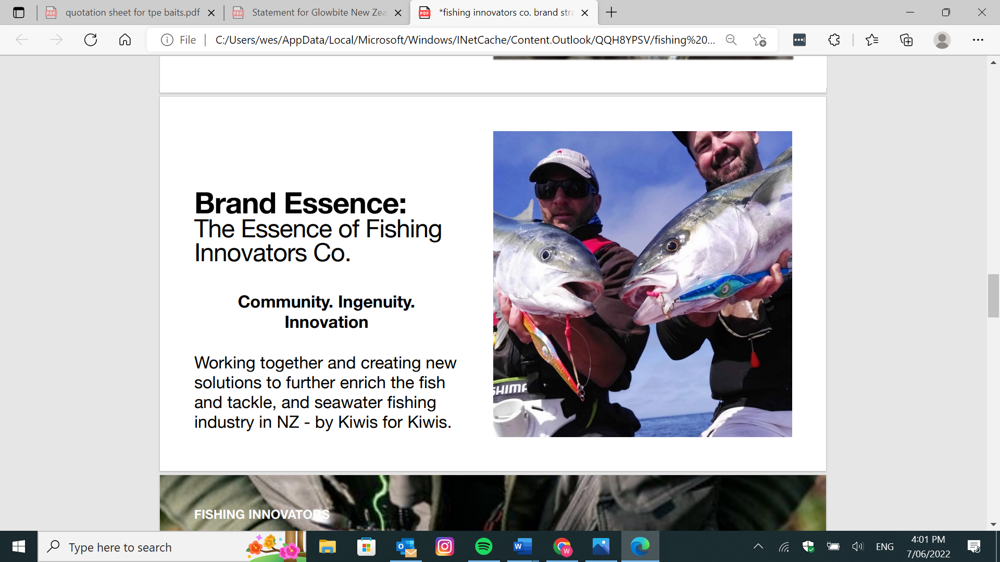 quotation sheet for tpe baits.pdf
Statement for Glowbite New Zea
*fishing innovators co. brand stra
File
C:/Users/wes/AppData/Local/Microsoft/Windows/INetCache/Content.Outlook/QQH8YPSV/fishing%20...
Brand Essence:
The Essence of Fishing
Innovators Co.
Community. Ingenuity.
Innovation
Working together and creating new
solutions to further enrich the fish
and tackle, and seawater fishing
industry in NZ - by Kiwis for Kiwis.
FISHING INNOVATORS
Type here to search
ENG
4:01 PM
7/06/2022